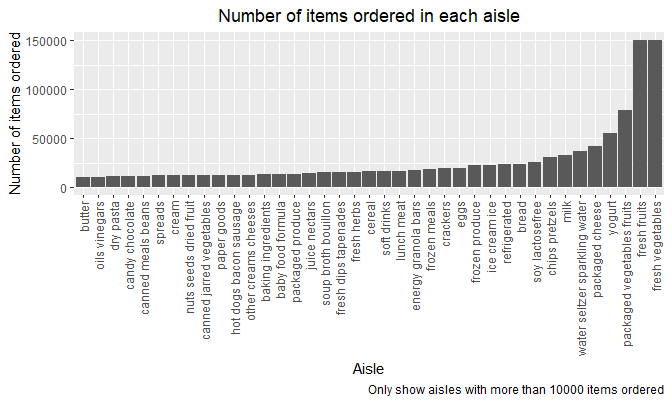 Number of items ordered in each aisle
Number of items ordered
150000
100000
50000
0
butter
oils vinegars
dry pasta
candy chocolate
canned meals beans
spreads
cream
nuts seeds dried fruit
canned jarred vegetables
paper goods
hot dogs bacon sausage
other creams cheeses
baking ingredients
baby food formula
packaged produce
juice nectars
soup broth bouillon
fresh dips tapenades
fresh herbs
cereal
soft drinks
lunch meat
energy granola bars
frozen meals
crackers
eggs
frozen produce
ice cream ice
refrigerated
bread
soy lactosefree
chips pretzels
milk
water seltzer sparkling water
packaged cheese
yogurt
packaged vegetables fruits
fresh fruits
fresh vegetables
Aisle
Only show aisles with more than 10000 items ordered